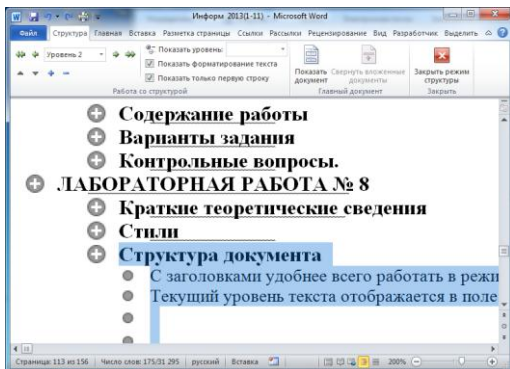 Информ 2013(1-11) - Microsoft Word
Файл Структура Главная Вставка Разметка страницы Ссылки Рассылки Рецензирование Вид Разработчик Acrobat
Уровень 2 Показать уровень:
Показать форматирование текста
Показать только первую строку
Показать документ Свернуть вложенные документы Закрыть режим структуры
Работа со структурой Главный документ Закрыть
Содержание работы
Варианты задания
Контрольные вопросы.
ЛАБОРАТОРНАЯ РАБОТА № 8
Краткие теоретические сведения
Стили
Структура документа
С заголовками удобнее всего работать в режи
Текущий уровень текста отображается в поле
Страница: 113 из 156 Число слов: 175/31 295 русский Вставка 200%